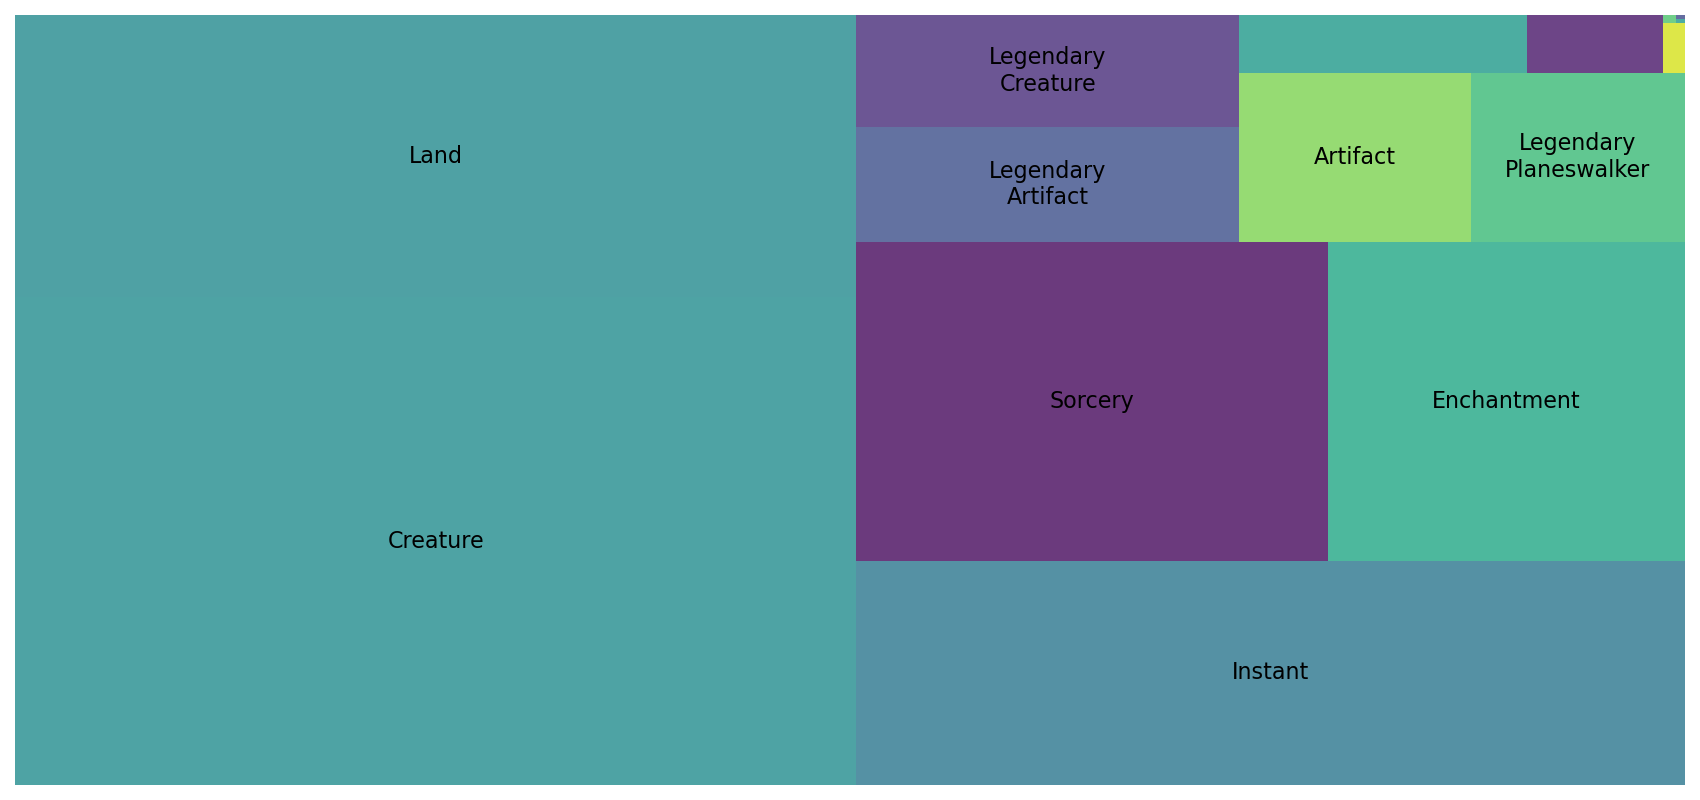 Land
Creature
Legendary
Creature
Legendary
Artifact
Artifact
Legendary
Planeswalker
Sorcery
Enchantment
Instant